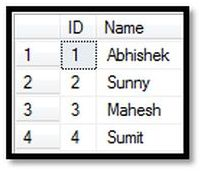 ID Name
1 1 Abhishek
2 2 Sunny
3 3 Mahesh
4 4 Sumit